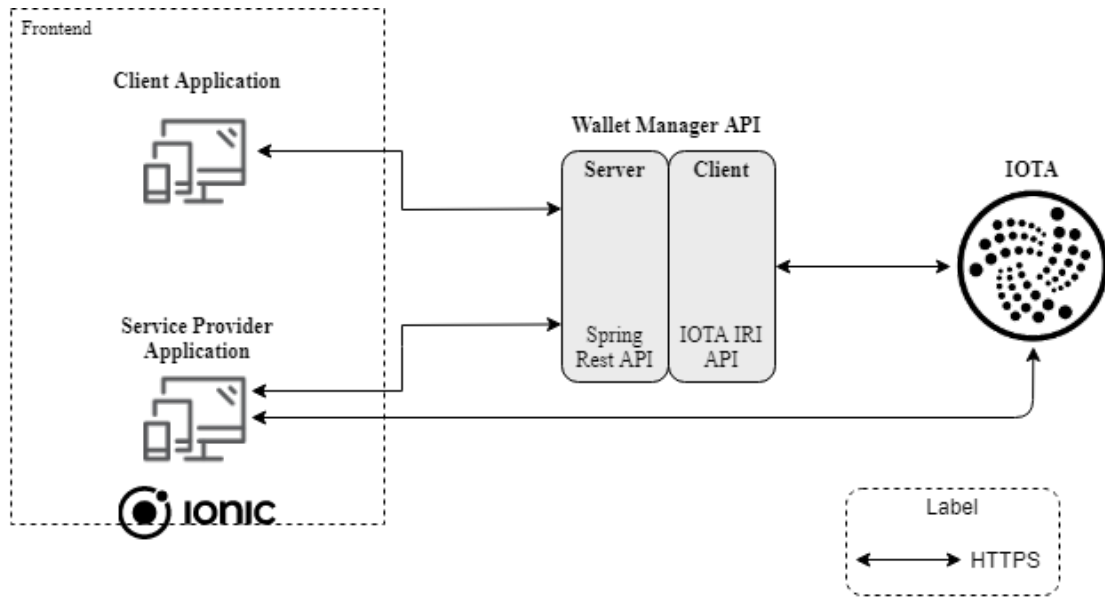 Frontend
Client Application
Wallet Manager API
Server
Client
IOTA
Service Provider
Application
Spring
Rest API
IOTA IRI
API
IONIC
Label
HTTPS